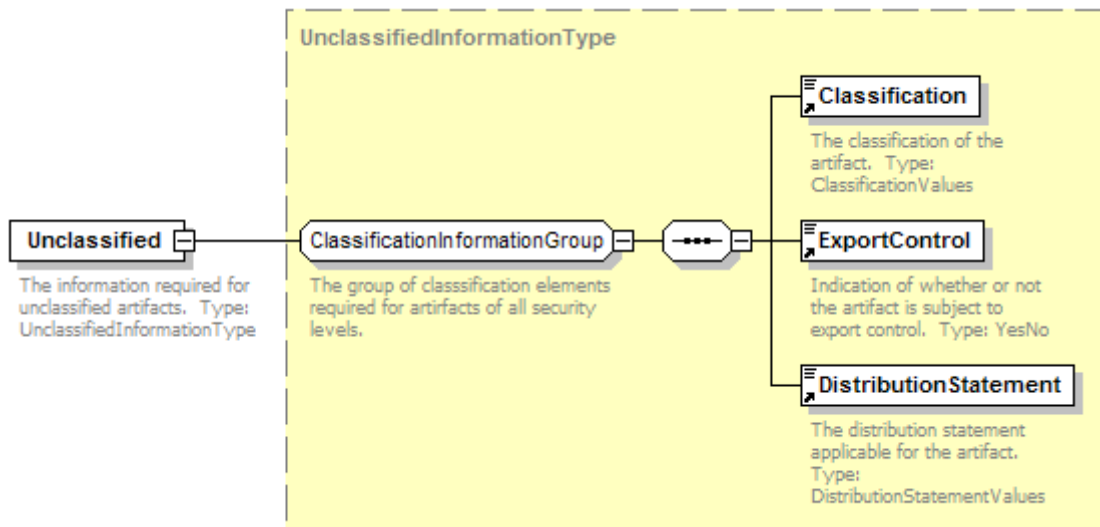 UnclassifiedInformationType
Classification
The classification of the
artifact.  Type:
ClassificationValues
Unclassified
The information required for
unclassified artifacts.  Type:
UnclassifiedInformationType
ClassificationInformationGroup
The group of classsification elements
required for artirfacts of all security
levels.
ExportControl
Indication of whether or not
the artifact is subject to
export control.  Type: YesNo
DistributionStatement
The distribution statement
applicable for the artifact.
Type:
DistributionStatementValues